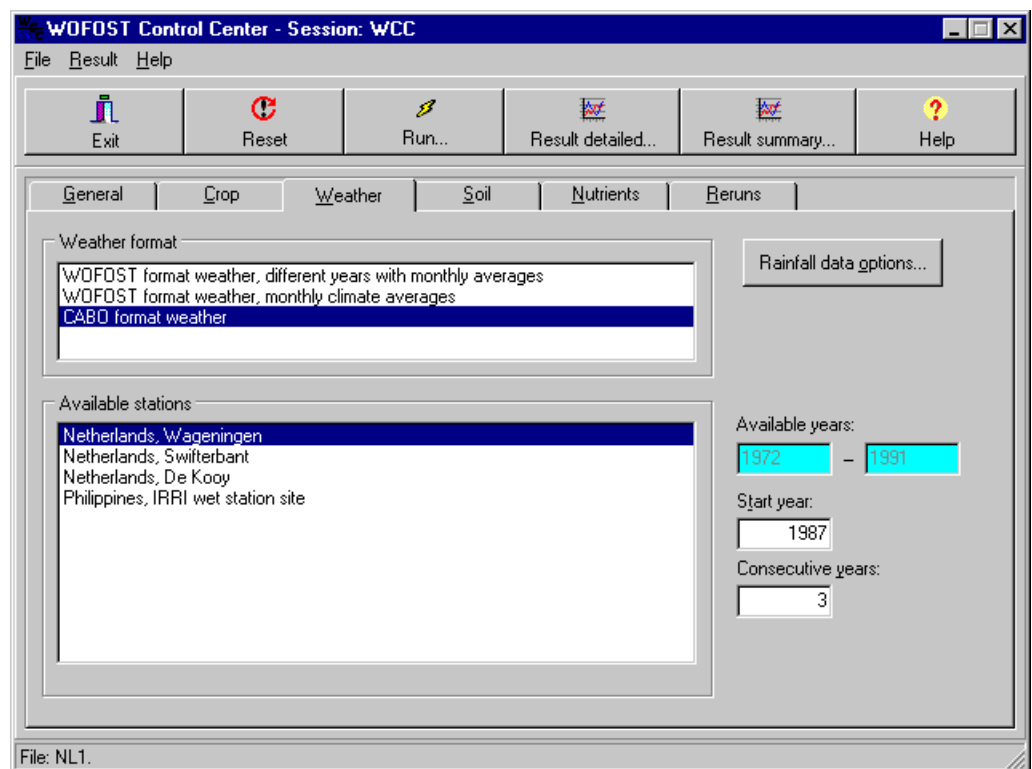 WOFOST Control Center - Session: WCC
File Result Help
Exit Reset Run... Result detailed... Result summary... Help
General Crop Weather Soil Nutrients Reruns
Weather format
WOFOST format weather, different years with monthly averages
WOFOST format weather, monthly climate averages
CABO format weather
Rainfall data options...
Available stations
Netherlands, Wageningen
Netherlands, Swifterbant
Netherlands, De Kooy
Philippines, IRRI wet station site
Available years:
1972 – 1991
Start year:
1987
Consecutive years:
3
File: NL1.